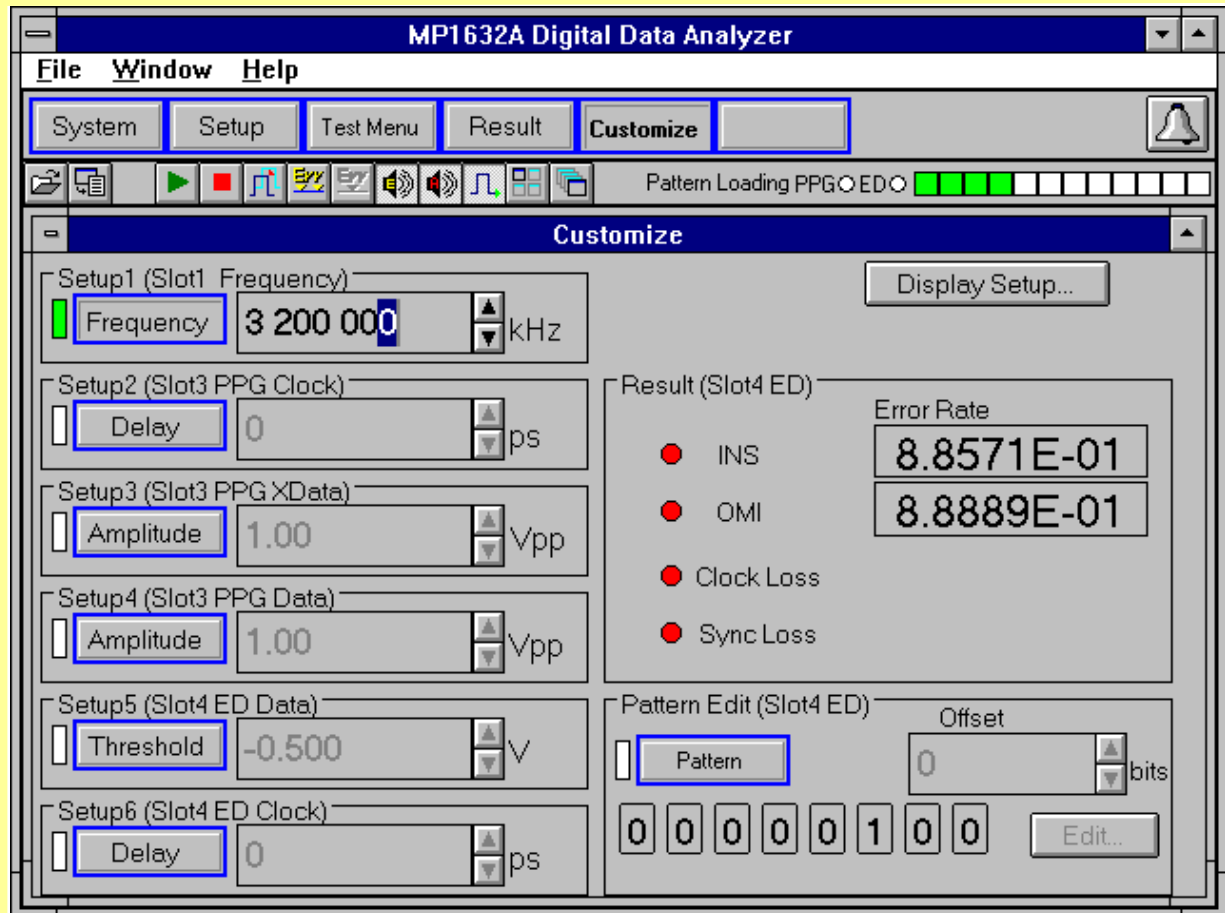 MP1632A Digital Data Analyzer
File Window Help
System Setup Test Menu Result Customize
Pattern Loading PPG ED
Customize
Setup1 (Slot1 Frequency)
Frequency 3 200 000 kHz
Display Setup...
Setup2 (Slot3 PPG Clock)
Delay 0 ps
Setup3 (Slot3 PPG XData)
Amplitude 1.00 Vpp
Setup4 (Slot3 PPG Data)
Amplitude 1.00 Vpp
Setup5 (Slot4 ED Data)
Threshold -0.500 V
Setup6 (Slot4 ED Clock)
Delay 0 ps
Result (Slot4 ED)
Error Rate
INS 8.8571E-01
OMI 8.8889E-01
Clock Loss
Sync Loss
Pattern Edit (Slot4 ED)
Offset
Pattern 0 bits
0 0 0 0 0 1 0 0 Edit...